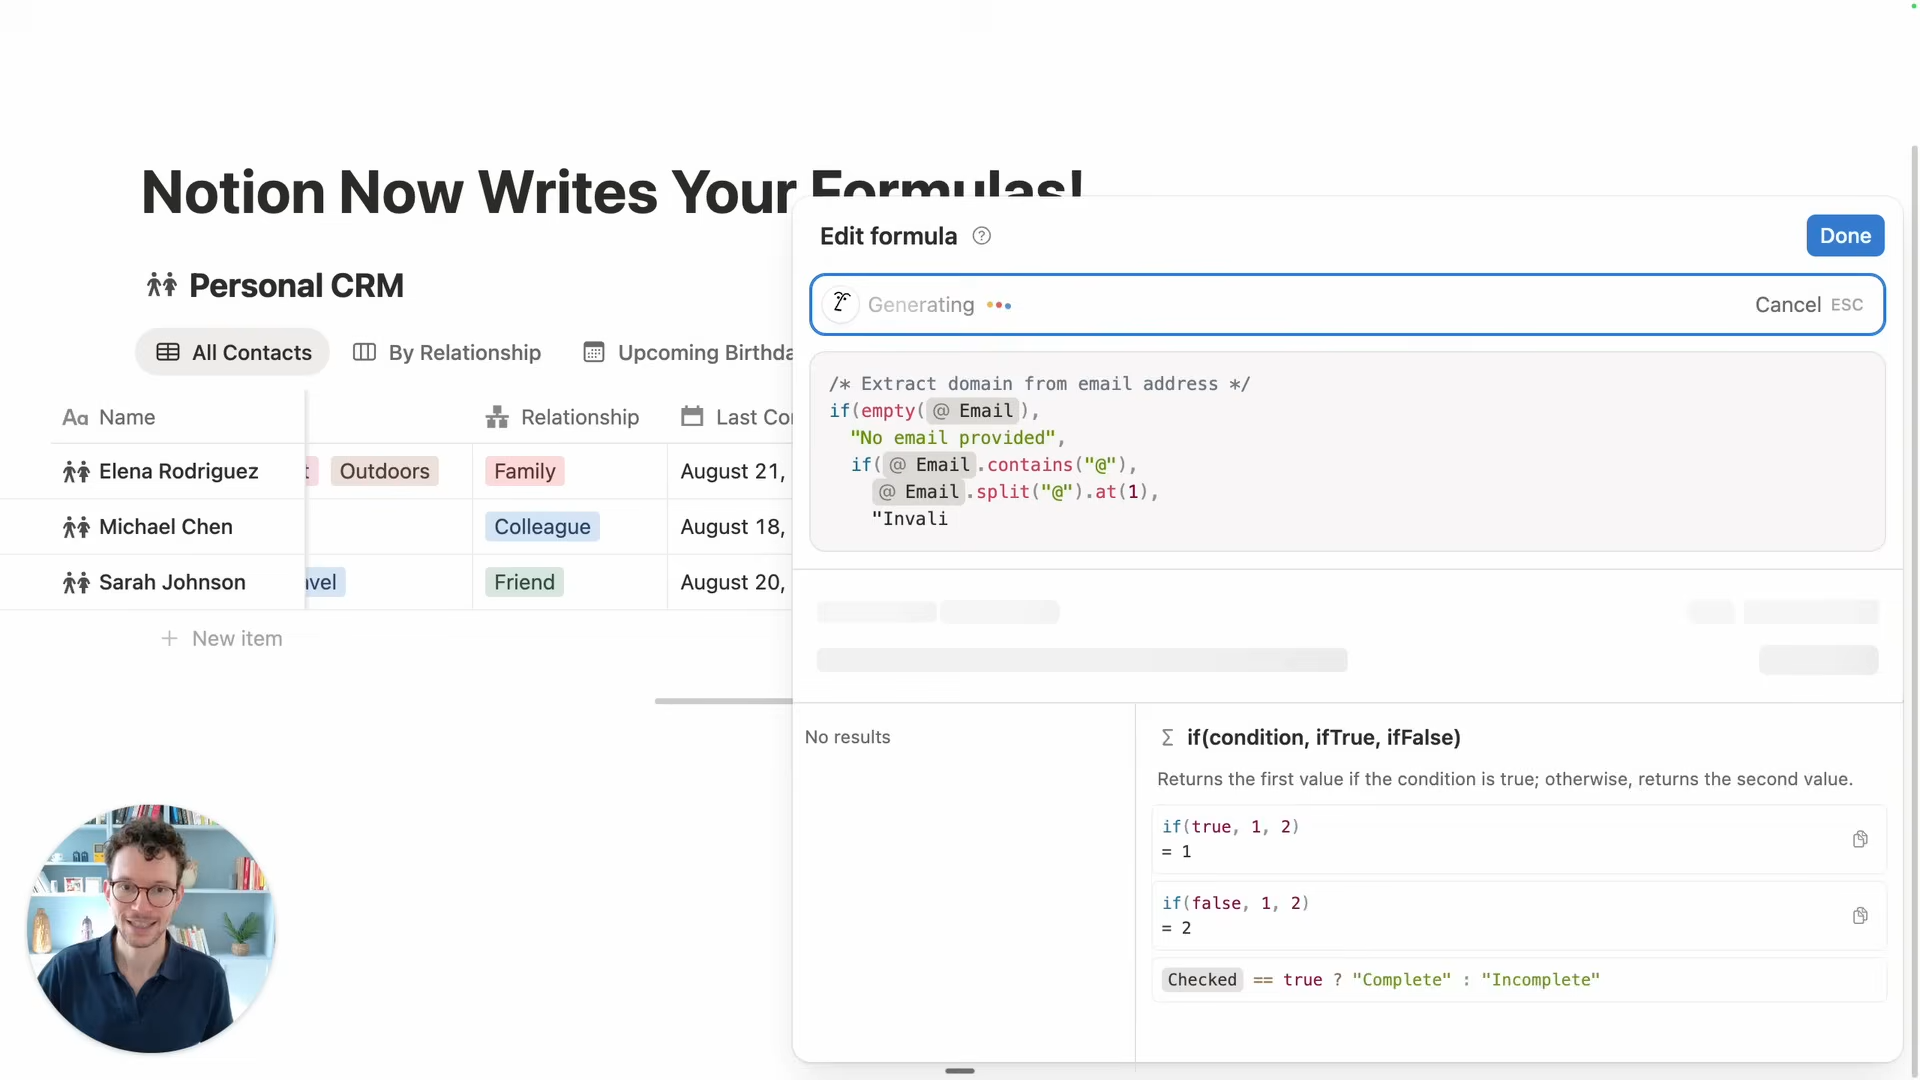 Notion Now Writes Your Formulas!
Personal CRM
All Contacts
By Relationship
Upcoming Birthda
Aa Name
Relationship
Last Co
Elena Rodriguez
Outdoors
Family
August 21,
Michael Chen
Colleague
August 18,
Sarah Johnson
vel
Friend
August 20,
+ New item
Edit formula
?
Done
Generating
Cancel ESC
/* Extract domain from email address */
if(empty(@ Email),
"No email provided",
if(@ Email.contains("@"),
@ Email.split("@").at(1),
"Invali
No results
Σ if(condition, ifTrue, ifFalse)
Returns the first value if the condition is true; otherwise, returns the second value.
if(true, 1, 2)
= 1
if(false, 1, 2)
= 2
Checked == true ? "Complete" : "Incomplete"